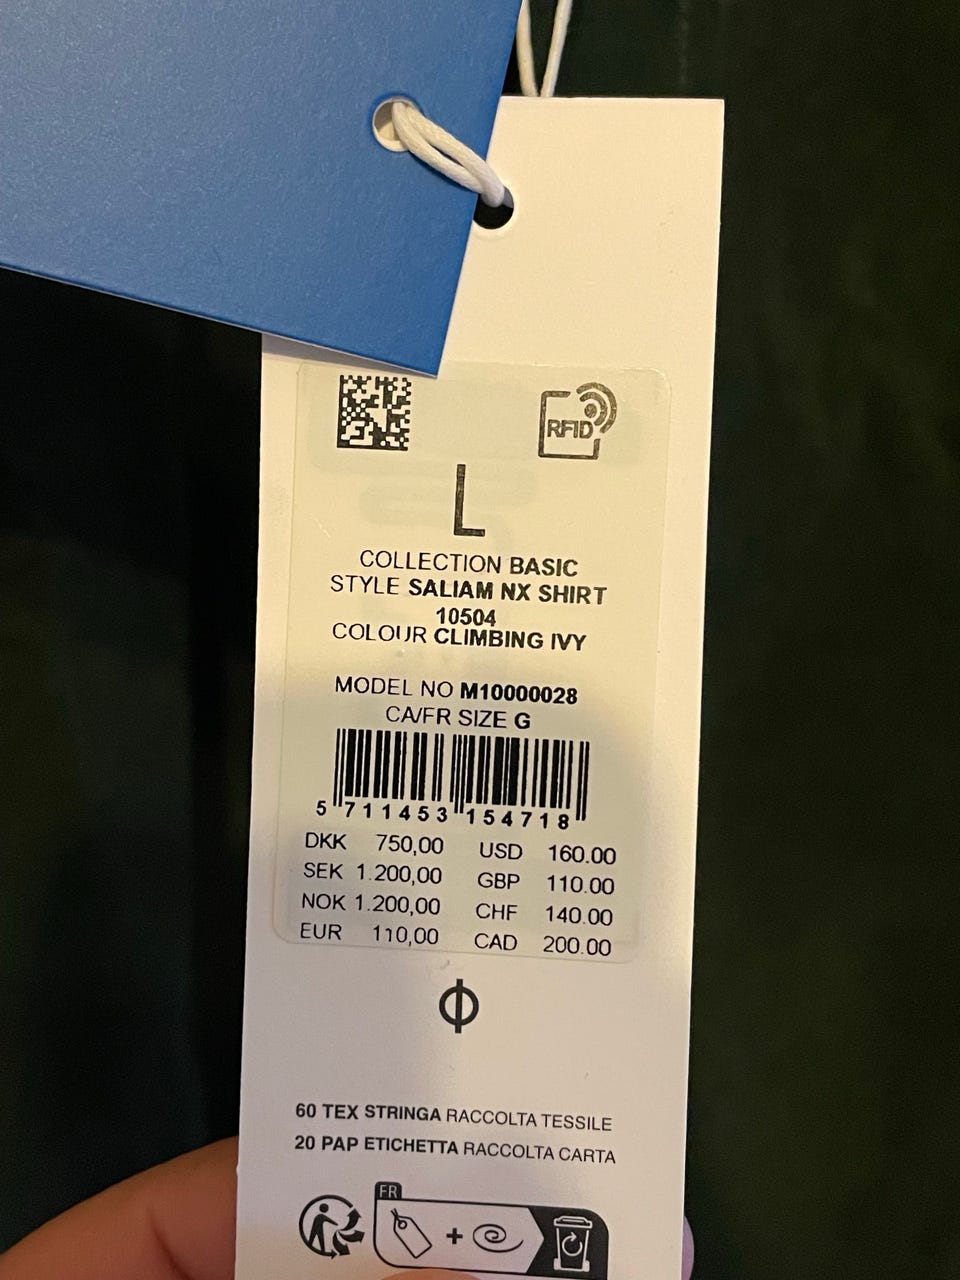 RFID
L
COLLECTION BASIC
STYLE SALIAM NX SHIRT
10504
COLOUR CLIMBING IVY
MODEL NO M10000028
CA/FR SIZE G
5 711453 154718
DKK 750,00 USD 160.00
SEK 1.200,00 GBP 110.00
NOK 1.200,00 CHF 140.00
EUR 110,00 CAD 200.00
60 TEX STRINGA RACCOLTA TESSILE
20 PAP ETICHETTA RACCOLTA CARTA
FR
+